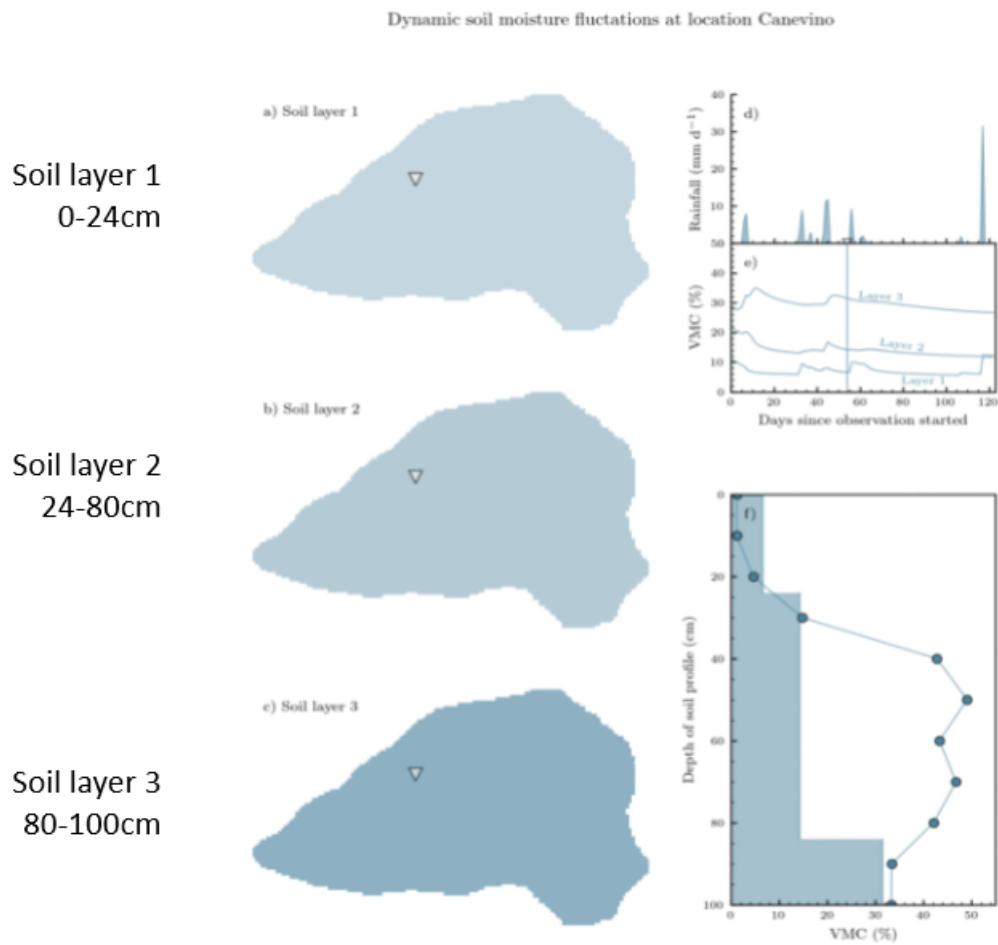 Dynamic soil moisture fluctations at location Canevino
Soil layer 1
0-24cm
a) Soil layer 1
Soil layer 2
24-80cm
b) Soil layer 2
Soil layer 3
80-100cm
c) Soil layer 3
d)
Rainfall (mm d⁻¹)
40
30
20
10
50
e)
VMC (%)
40
30
20
10
0
Layer 3
Layer 2
Layer 1
0 20 40 60 80 100 120
Days since observation started
f)
Depth of soil profile (cm)
0
20
40
60
80
100
0 10 20 30 40 50
VMC (%)